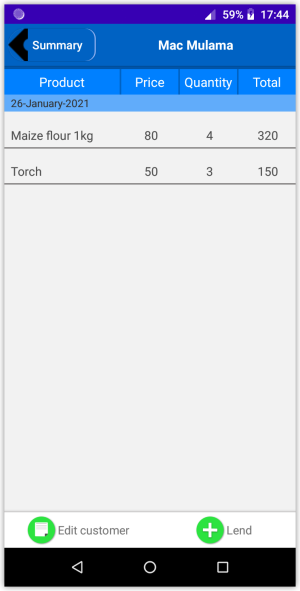 59% 17:44
Summary Mac Mulama
Product Price Quantity Total
26-January-2021
Maize flour 1kg 80 4 320
Torch 50 3 150
Edit customer Lend